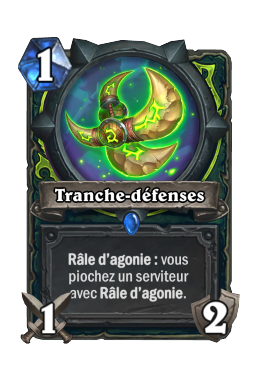 1
Tranche-défenses
Râle d'agonie : vous
piochez un serviteur
avec Râle d'agonie.
1
2